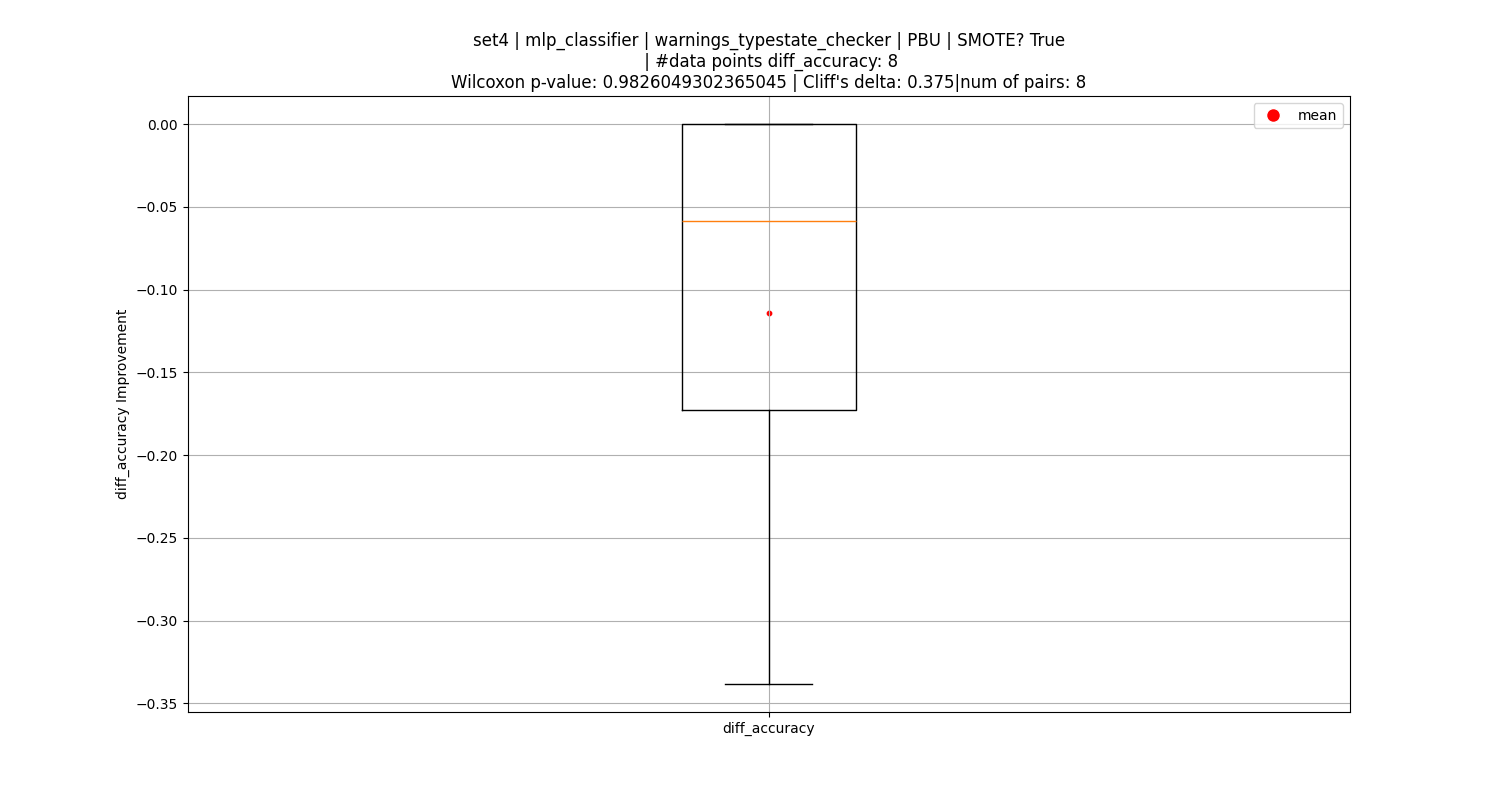 set4 | mlp_classifier | warnings_typestate_checker | PBU | SMOTE? True
| #data points diff_accuracy: 8
Wilcoxon p-value: 0.9826049302365045 | Cliff's delta: 0.375|num of pairs: 8
mean
0.00
−0.05
−0.10
−0.15
−0.20
−0.25
−0.30
−0.35
diff_accuracy Improvement
diff_accuracy